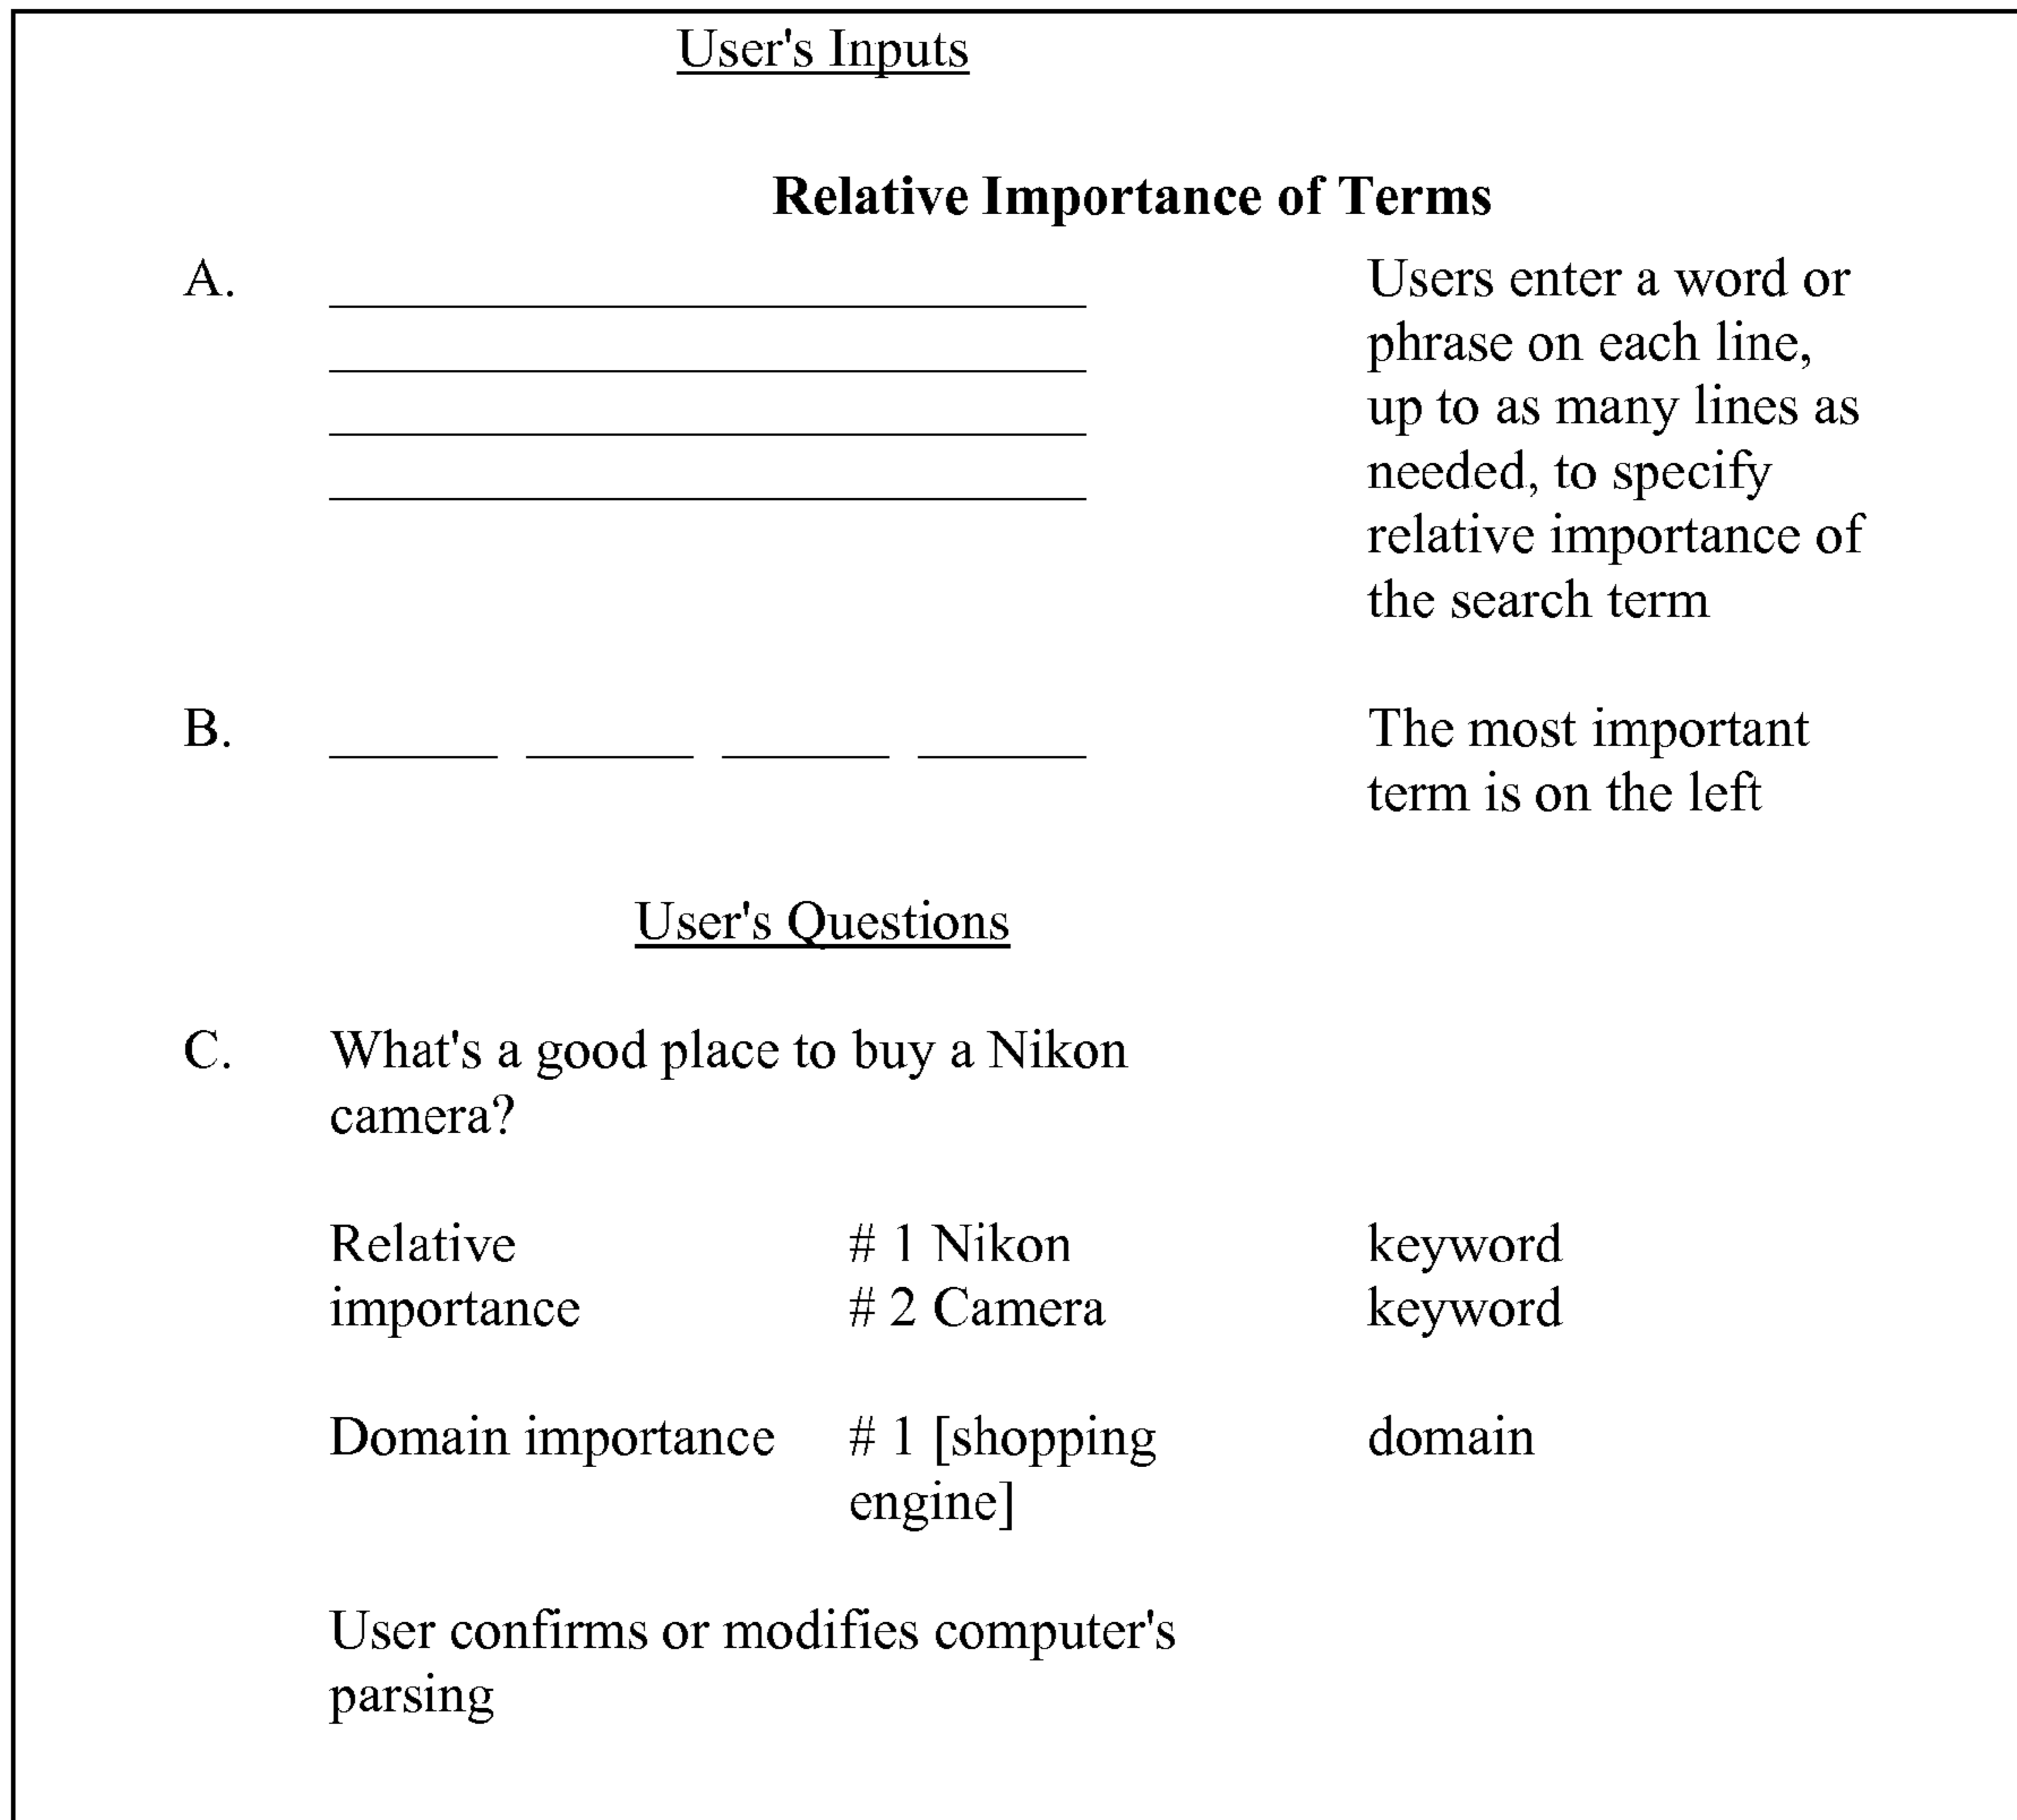 User's Inputs
Relative Importance of Terms
A. Users enter a word or
phrase on each line,
up to as many lines as
needed, to specify
relative importance of
the search term
B. The most important
term is on the left
User's Questions
C. What's a good place to buy a Nikon
camera?
Relative # 1 Nikon keyword
importance # 2 Camera keyword
Domain importance # 1 [shopping domain
engine]
User confirms or modifies computer's
parsing